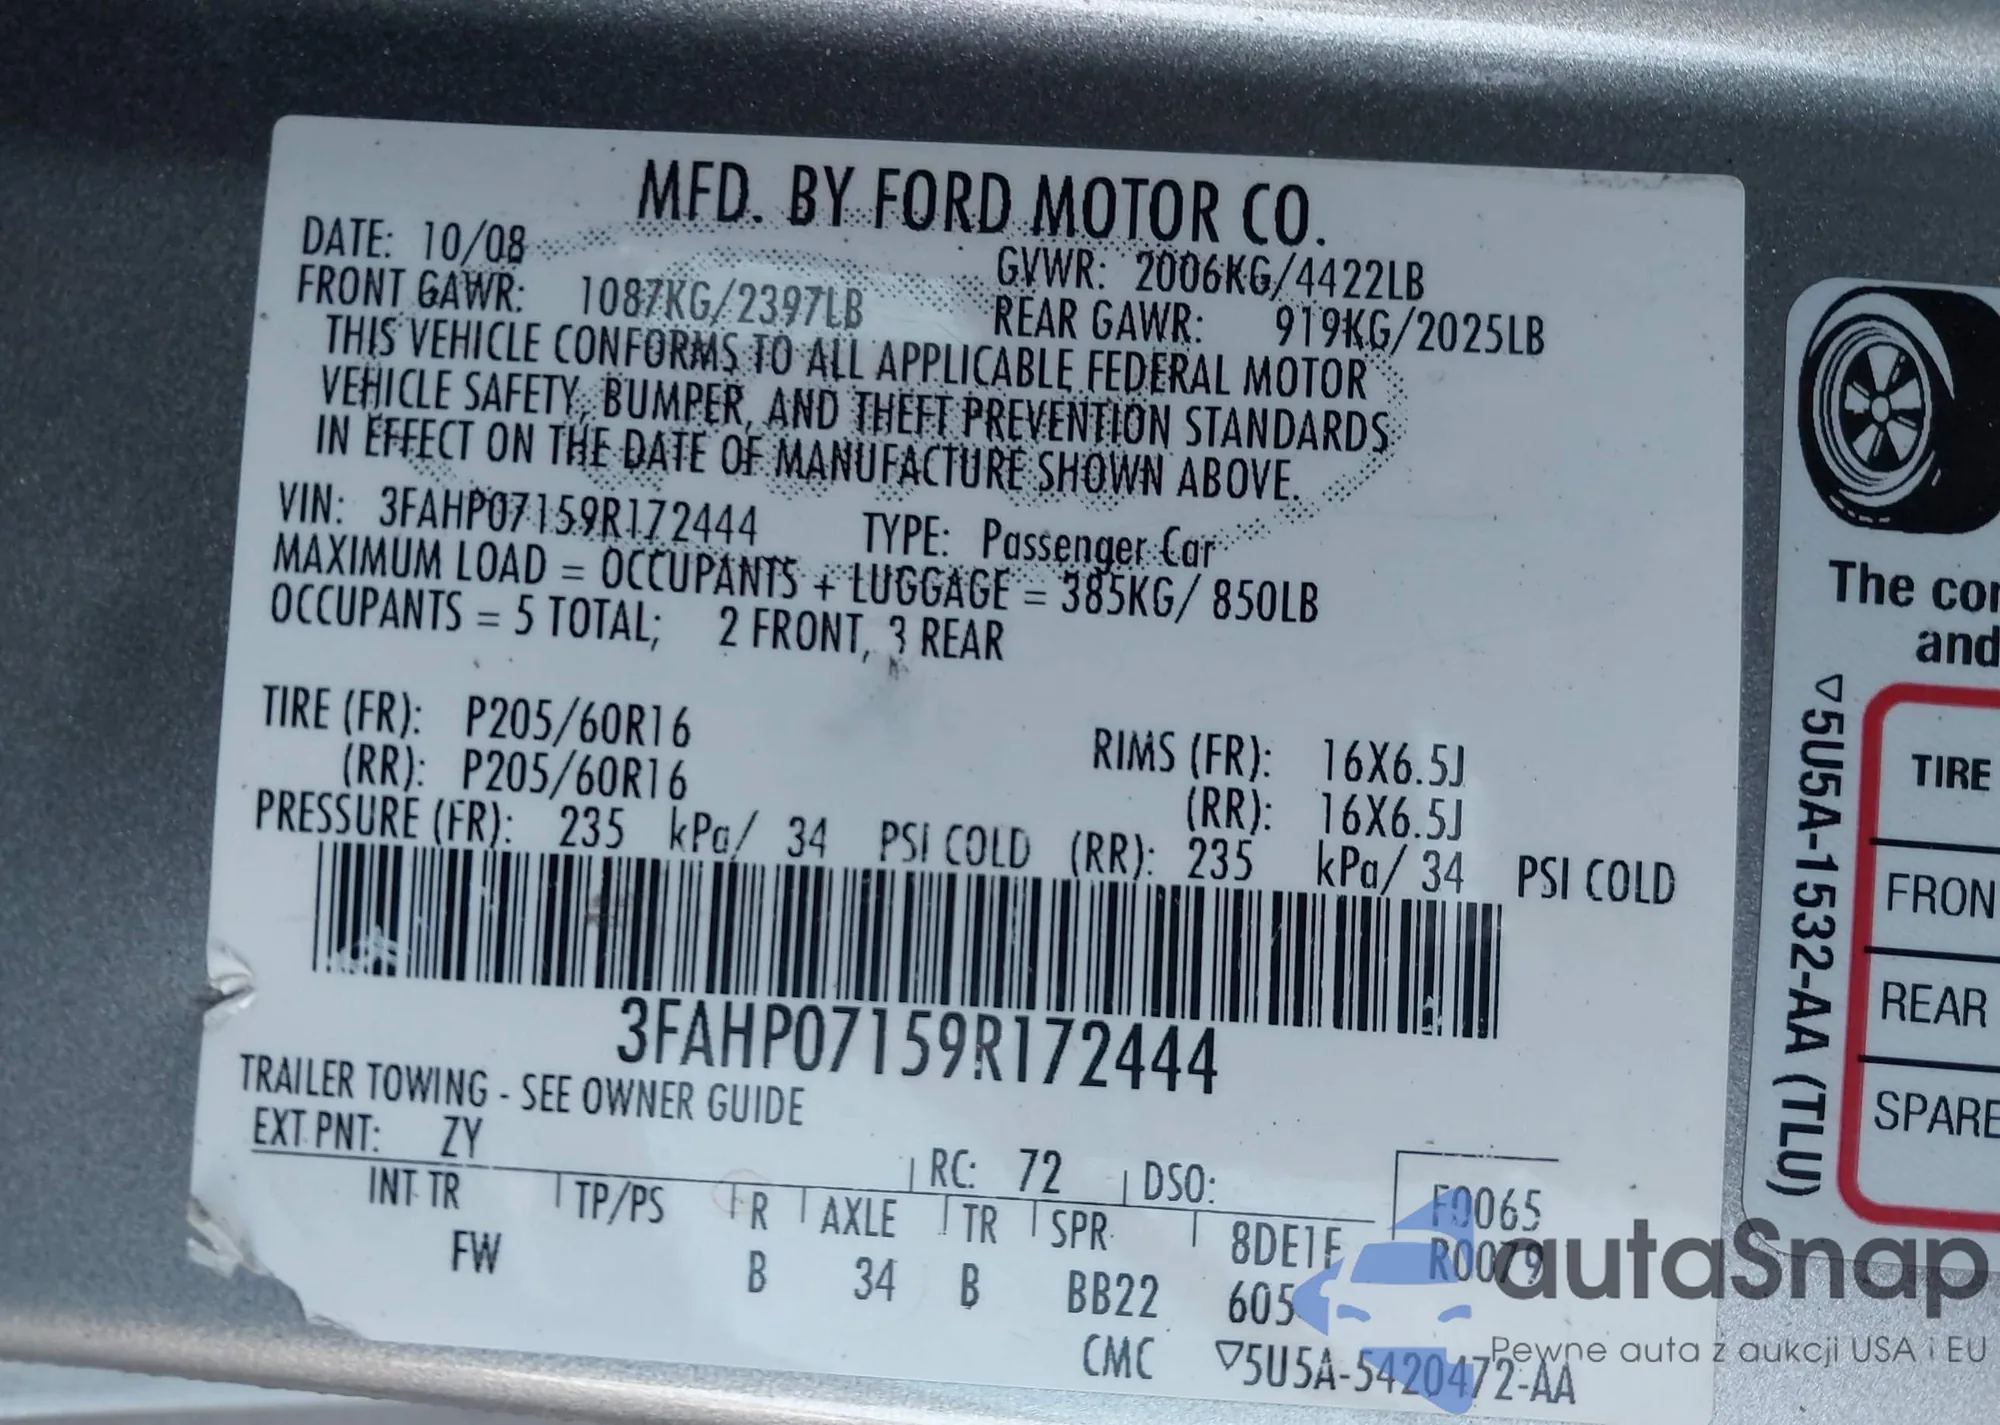 MFD. BY FORD MOTOR CO.
DATE: 10/08 GVWR: 2006KG/4422LB
FRONT GAWR: 1087KG/2397LB REAR GAWR: 919KG/2025LB
THIS VEHICLE CONFORMS TO ALL APPLICABLE FEDERAL MOTOR
VEHICLE SAFETY, BUMPER, AND THEFT PREVENTION STANDARDS
IN EFFECT ON THE DATE OF MANUFACTURE SHOWN ABOVE.
VIN: 3FAHP07159R172444 TYPE: Passenger Car
MAXIMUM LOAD = OCCUPANTS + LUGGAGE = 385KG/ 850LB
OCCUPANTS = 5 TOTAL; 2 FRONT, 3 REAR
TIRE (FR): P205/60R16 RIMS (FR): 16X6.5J
(RR): P205/60R16 (RR): 16X6.5J
PRESSURE (FR): 235 kPa/ 34 PSI COLD (RR): 235 kPa/ 34 PSI COLD
3FAHP07159R172444
TRAILER TOWING - SEE OWNER GUIDE
EXT PNT: ZY RC: 72 DSO: F0065
INT TR TP/PS R AXLE TR SPR 8DE1F R0079
FW B 34 B BB22 605
CMC ▽5U5A-5420472-AA
The
and
▽5U5A-1532-AA (TLU)
TIRE
REAR
SPARE
autaSnap
Pewne auta z aukcji USA i EU